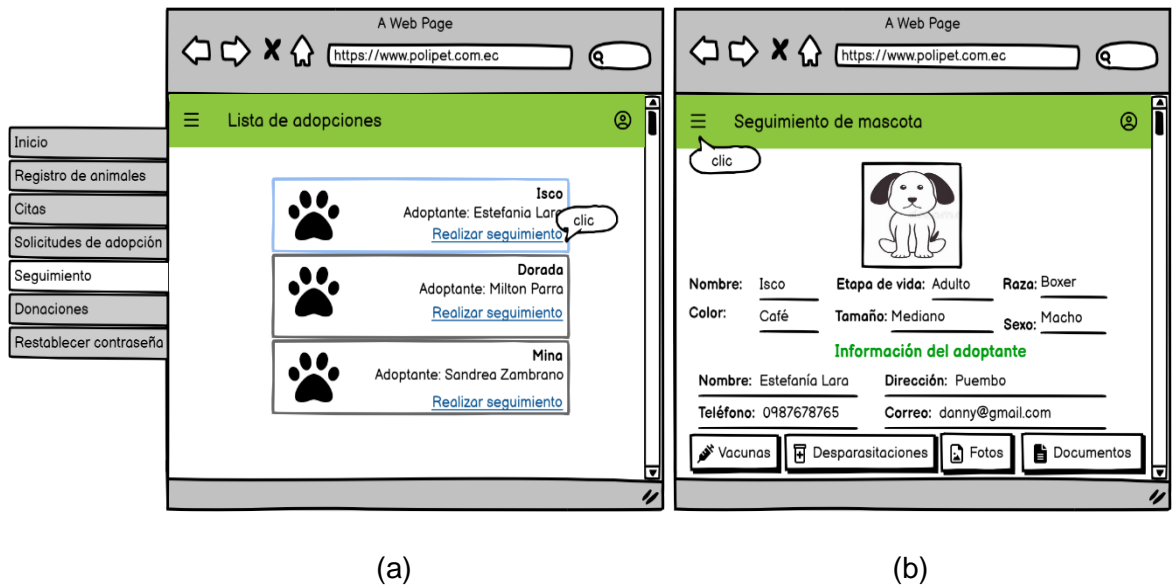 A Web Page
https://www.polipet.com.ec
Lista de adopciones
Inicio
Registro de animales
Citas
Solicitudes de adopción
Seguimiento
Donaciones
Restablecer contraseña
Isco
Adoptante: Estefania Lara
Realizar seguimiento
clic
Dorada
Adoptante: Milton Parra
Realizar seguimiento
Mina
Adoptante: Sandrea Zambrano
Realizar seguimiento
(a)
A Web Page
https://www.polipet.com.ec
Seguimiento de mascota
clic
Nombre: Isco Etapa de vida: Adulto Raza: Boxer
Color: Café Tamaño: Mediano Sexo: Macho
Información del adoptante
Nombre: Estefanía Lara Dirección: Puembo
Teléfono: 0987678765 Correo: danny@gmail.com
Vacunas Desparasitaciones Fotos Documentos
(b)